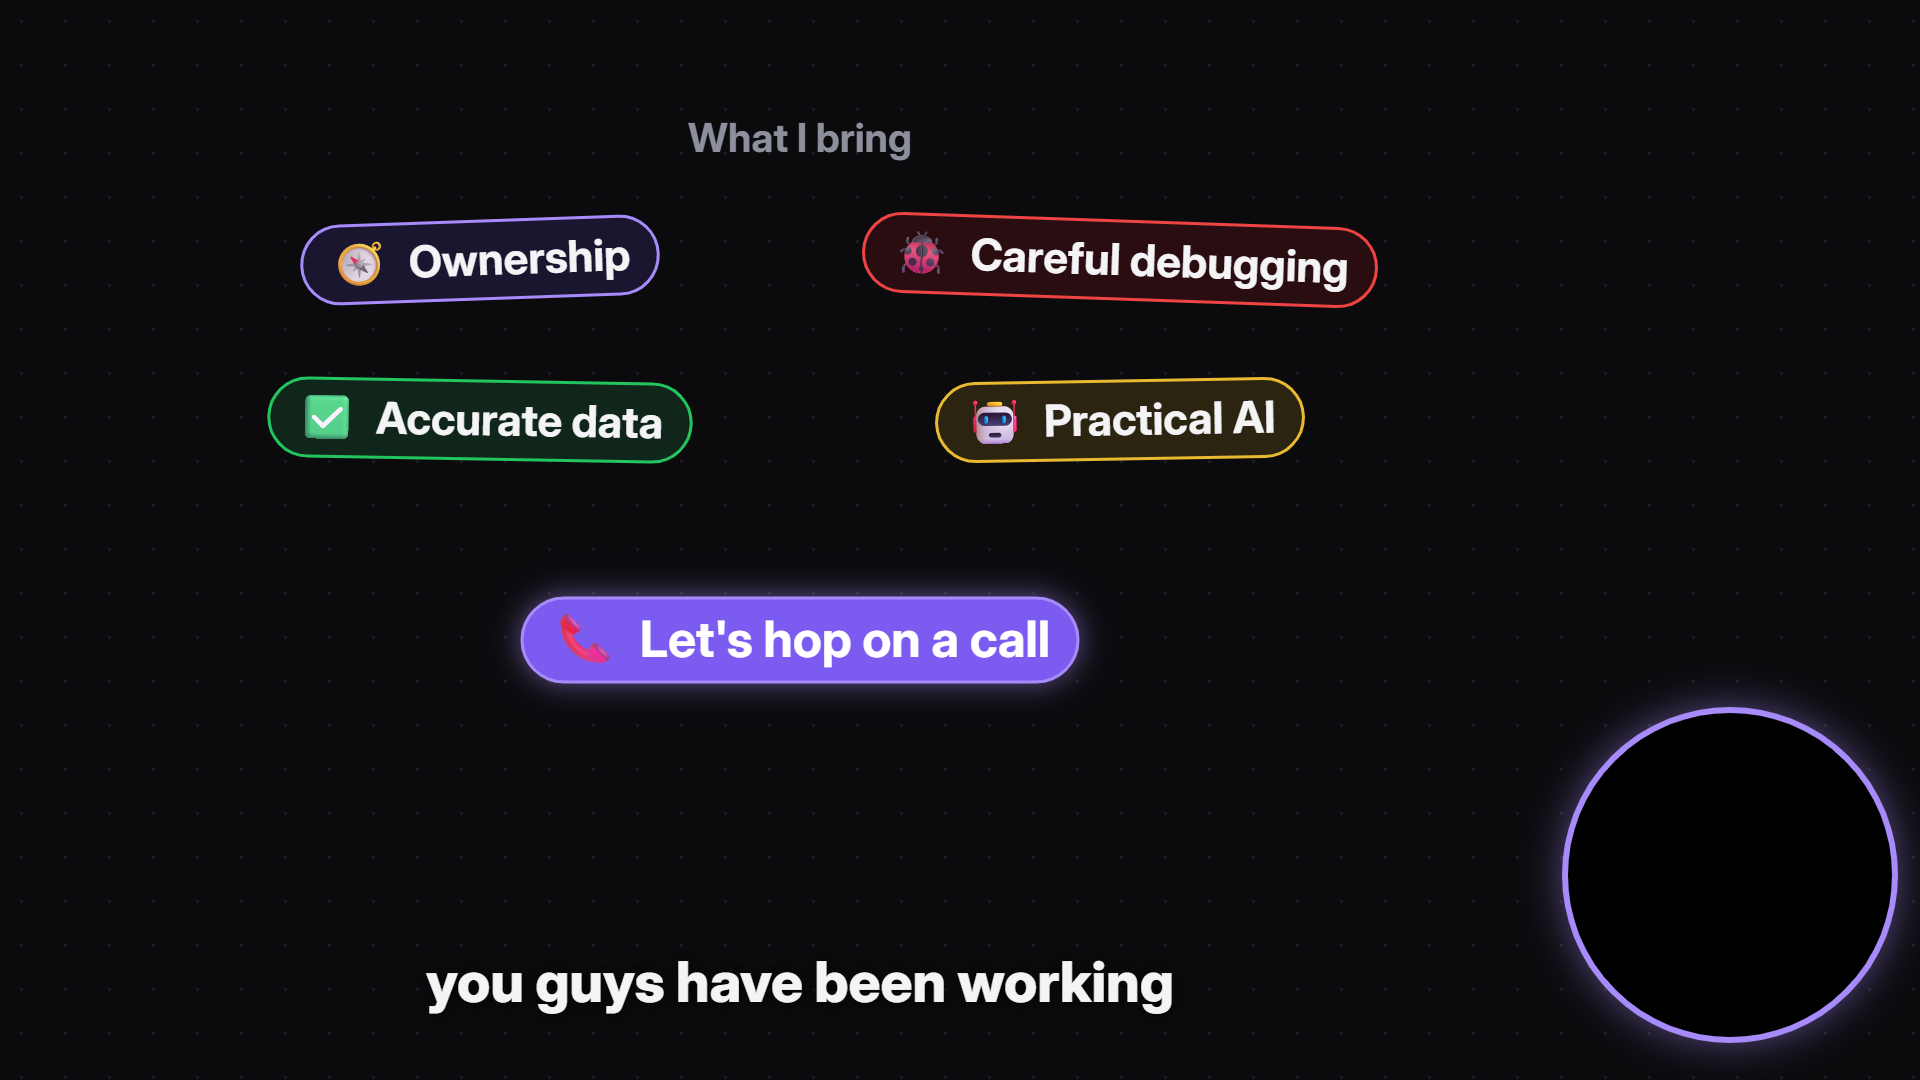 What I bring
Ownership
Careful debugging
Accurate data
Practical AI
Let's hop on a call
you guys have been working